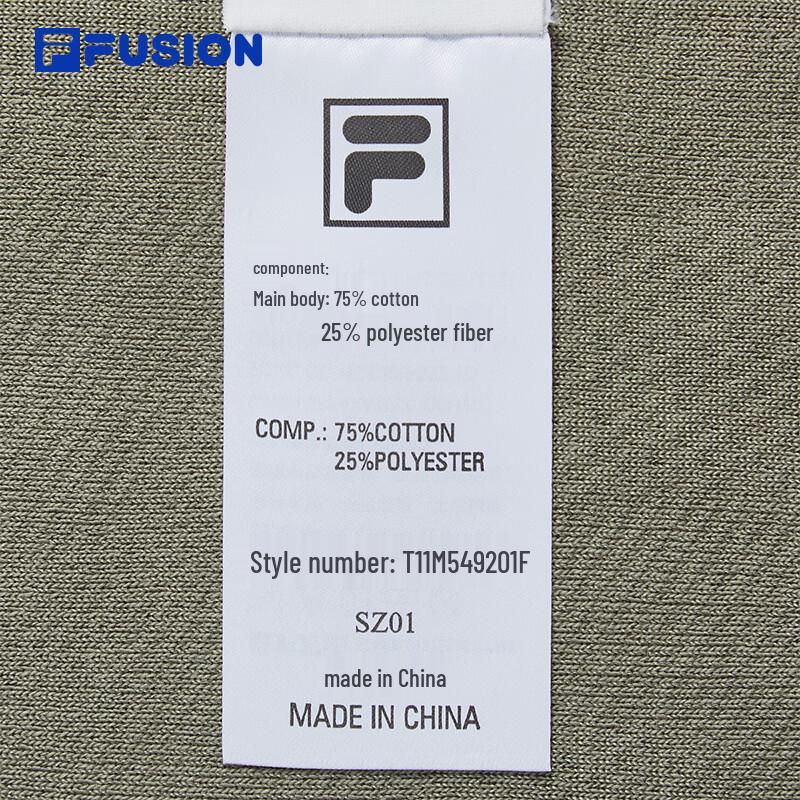 FUSION
component:
Main body: 75% cotton
25% polyester fiber
COMP.: 75%COTTON
25%POLYESTER
Style number: T11M549201F
SZ01
made in China
MADE IN CHINA